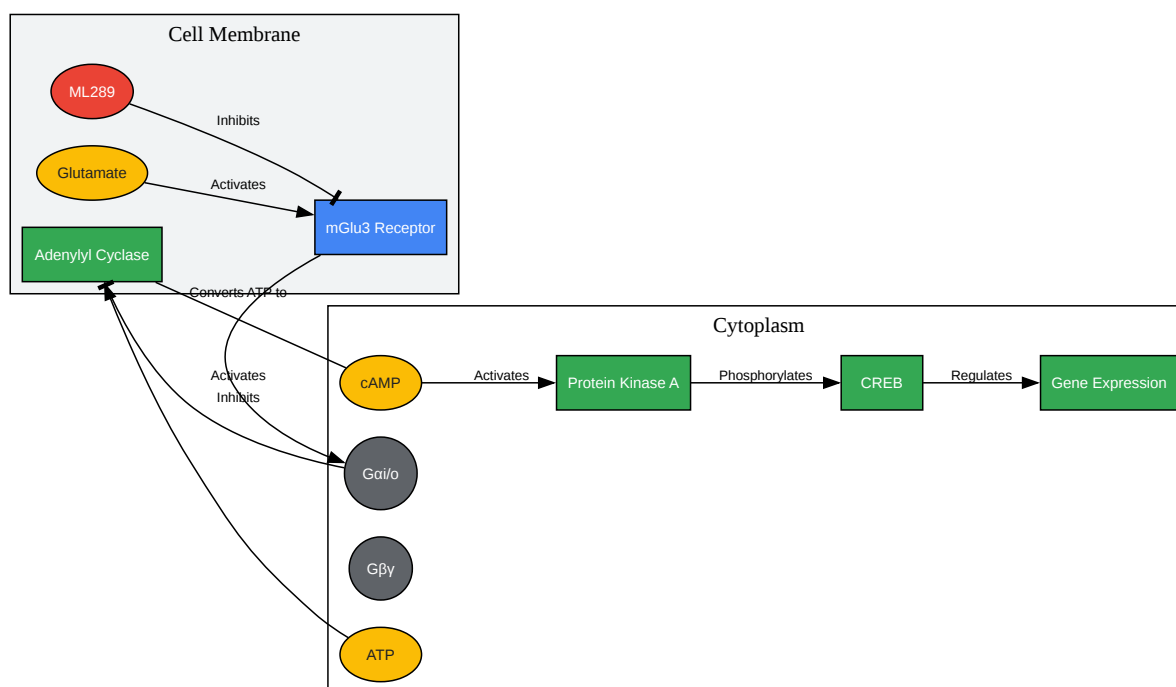 Cell Membrane
ML289
Inhibits
Glutamate
Activates
mGlu3 Receptor
Adenylyl Cyclase
Converts ATP to
Cytoplasm
Activates
Inhibits
cAMP
Activates
Protein Kinase A
Phosphorylates
CREB
Regulates
Gene Expression
Gαi/o
Gβγ
ATP